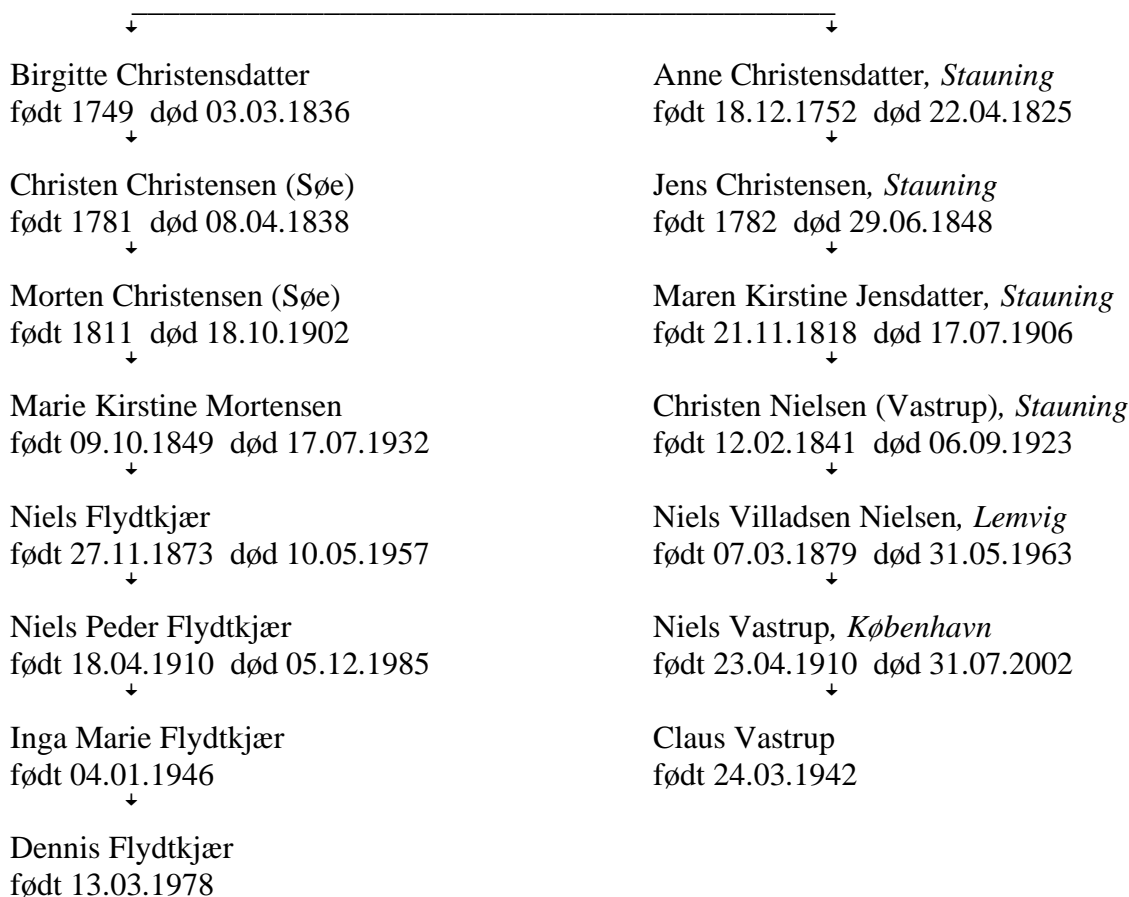 Birgitte Christensdatter
født 1749 død 03.03.1836
Christen Christensen (Søe)
født 1781 død 08.04.1838
Morten Christensen (Søe)
født 1811 død 18.10.1902
Marie Kirstine Mortensen
født 09.10.1849 død 17.07.1932
Niels Flydtkjær
født 27.11.1873 død 10.05.1957
Niels Peder Flydtkjær
født 18.04.1910 død 05.12.1985
Inga Marie Flydtkjær
født 04.01.1946
Dennis Flydtkjær
født 13.03.1978
Anne Christensdatter, Stauning
født 18.12.1752 død 22.04.1825
Jens Christensen, Stauning
født 1782 død 29.06.1848
Maren Kirstine Jensdatter, Stauning
født 21.11.1818 død 17.07.1906
Christen Nielsen (Vastrup), Stauning
født 12.02.1841 død 06.09.1923
Niels Villadsen Nielsen, Lemvig
født 07.03.1879 død 31.05.1963
Niels Vastrup, København
født 23.04.1910 død 31.07.2002
Claus Vastrup
født 24.03.1942